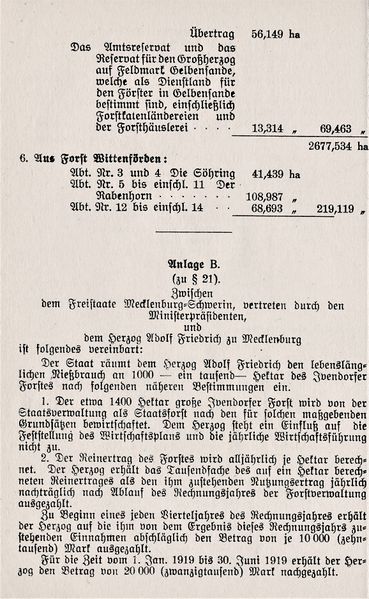 Übertrag 56,149 ha
Das Amtsreservat und das
Reservat für den Großherzog
auf Feldmark Gelbensande,
welche als Dienstland für
den Förster in Gelbensande
bestimmt sind, einschließlich
Forstkatenländereien und
der Forsthäuslerei · · · · 13,314 „ 69,463 „
2677,534 ha
6. Aus Forst Wittenförden:
Abt. Nr. 3 und 4 Die Söhring 41,439 ha
Abt. Nr. 5 bis einschl. 11 Der
Rabenhorn · · · · · 108,987 „
Abt. Nr. 12 bis einschl. 14 · · 68,693 „ 219,119 „
Anlage B.
(zu § 21).
Zwischen
dem Freistaate Mecklenburg-Schwerin, vertreten durch den
Ministerpräsidenten,
und
dem Herzog Adolf Friedrich zu Mecklenburg
ist folgendes vereinbart:
Der Staat räumt dem Herzog Adolf Friedrich den lebensläng-
lichen Nießbrauch an 1000 — ein tausend— Hektar des Ivendorfer
Forstes nach folgenden näheren Bestimmungen ein.
1. Der etwa 1400 Hektar große Ivendorfer Forst wird von der
Staatsverwaltung als Staatsforst nach den für solchen maßgebenden
Grundsätzen bewirtschaftet. Dem Herzog steht ein Einfluß auf die
Feststellung des Wirtschaftsplans und die jährliche Wirtschaftsführung
nicht zu.
2. Der Reinertrag des Forstes wird alljährlich je Hektar berech-
net. Der Herzog erhält das Tausendfache des auf ein Hektar berech-
neten Reinertrages als den ihm zustehenden Nutzungsertrag jährlich
nachträglich nach Ablauf des Rechnungsjahres der Forstverwaltung
ausgezahlt.
Zu Beginn eines jeden Vierteljahres des Rechnungsjahres erhält
der Herzog auf die ihm von dem Ergebnis dieses Rechnungsjahrs zu-
stehenden Einnahmen abschläglich den Betrag von je 10 000 (zehn-
tausend) Mark ausgezahlt.
Für die Zeit vom 1. Jan. 1919 bis 30. Juni 1919 erhält der Her-
zog den Betrag von 20 000 (zwanzigtausend) Mark nachgezahlt.